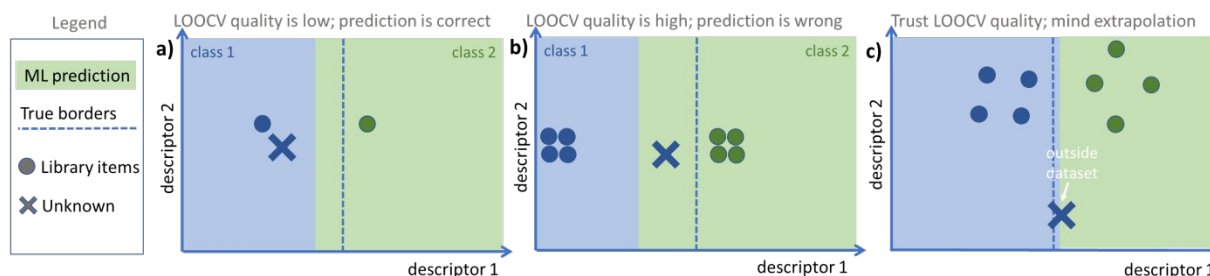 Legend
ML prediction
True borders
Library items
Unknown
LOOCV quality is low; prediction is correct
a)
class 1
class 2
descriptor 2
descriptor 1
LOOCV quality is high; prediction is wrong
b)
class 1
class 2
descriptor 2
descriptor 1
Trust LOOCV quality; mind extrapolation
c)
outside
dataset
descriptor 2
descriptor 1